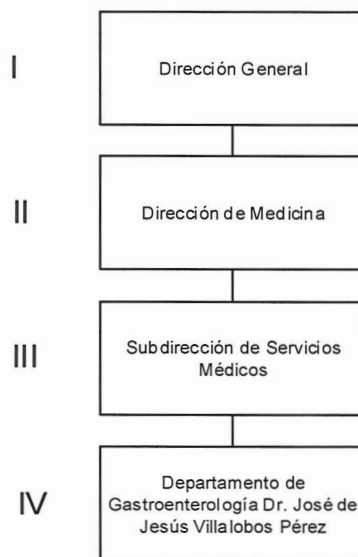 I
Dirección General
II
Dirección de Medicina
III
Subdirección de Servicios
Médicos
IV
Departamento de
Gastroenterología Dr. José de
Jesús Villalobos Pérez